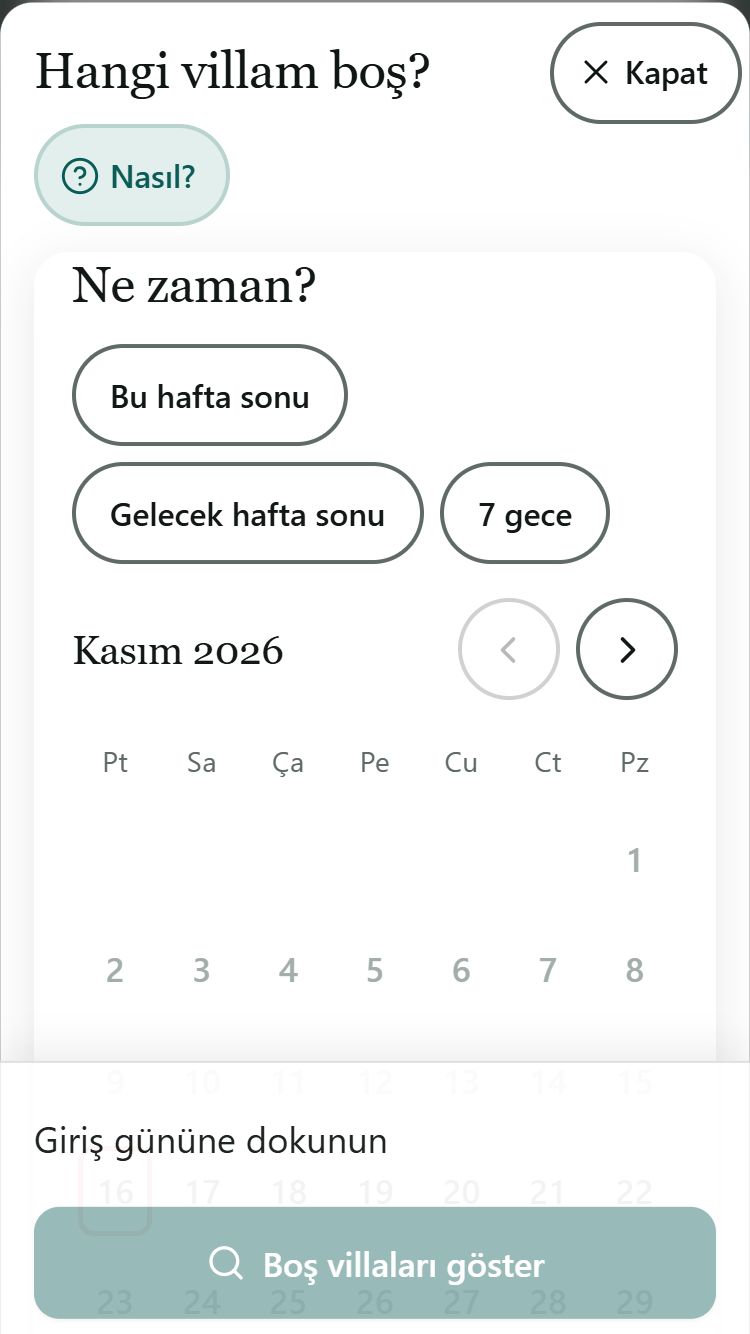 Hangi villam boş?
Kapat
Nasıl?
Ne zaman?
Bu hafta sonu
Gelecek hafta sonu
7 gece
Kasım 2026
Pt Sa Ça Pe Cu Ct Pz
1
2 3 4 5 6 7 8
9 10 11 12 13 14 15
Giriş gününe dokunun
16 17 18 19 20 21 22
Boş villaları göster
23 24 25 26 27 28 29